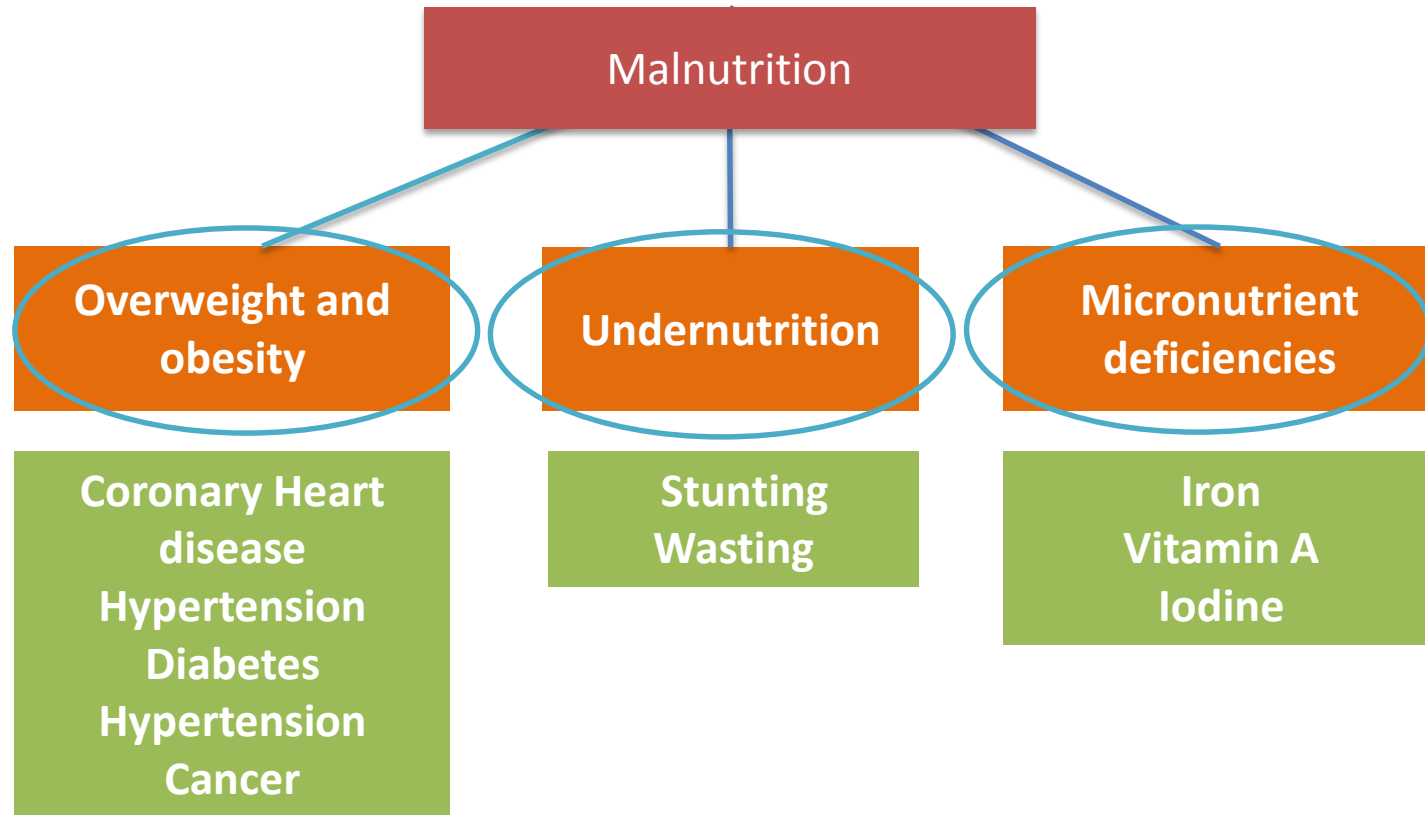 Malnutrition
Overweight and
obesity
Undernutrition
Micronutrient
deficiencies
Coronary Heart
disease
Hypertension
Diabetes
Hypertension
Cancer
Stunting
Wasting
Iron
Vitamin A
Iodine